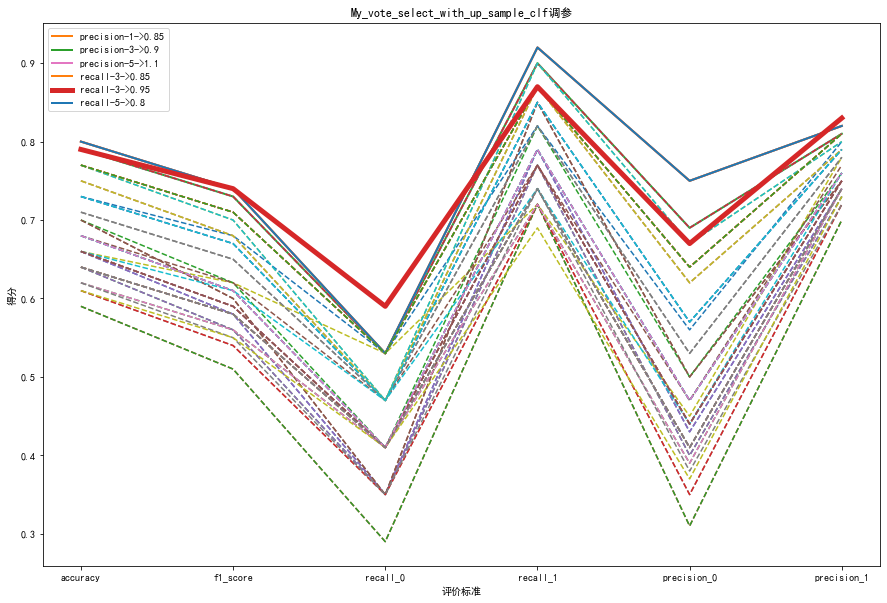 My_vote_select_with_up_sample_clf调参
precision-1->0.85
precision-3->0.9
precision-5->1.1
recall-3->0.85
recall-3->0.95
recall-5->0.8
得分
0.9
0.8
0.7
0.6
0.5
0.4
0.3
accuracy
f1_score
recall_0
recall_1
precision_0
precision_1
评价标准